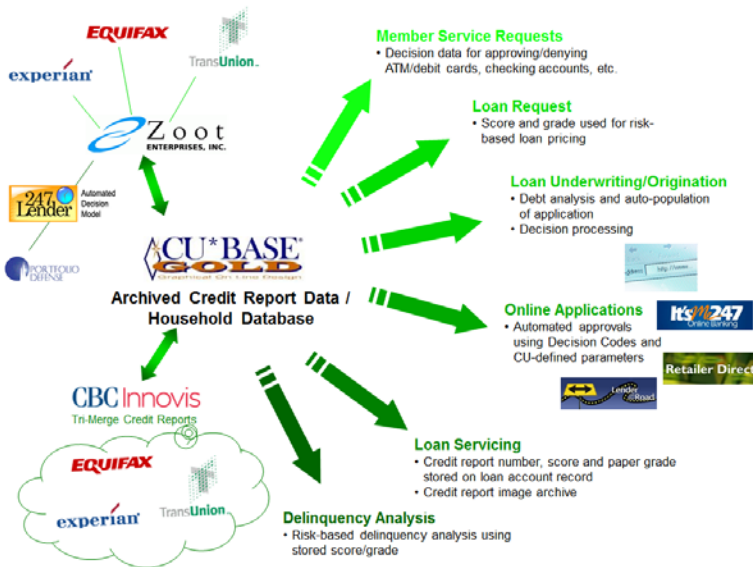 EQUIFAX
experian
TransUnion
Zoot
ENTERPRISES, INC.
247
Lender
Automated
Decision
Model
PORTFOLIO
DEFENSE
CU*BASE
GOLD
Graphical On Line Design
Archived Credit Report Data /
Household Database
CBC Innovis
Tri-Merge Credit Reports
EQUIFAX
experian
TransUnion
Member Service Requests
• Decision data for approving/denying
ATM/debit cards, checking accounts, etc.
Loan Request
• Score and grade used for risk-
based loan pricing
Loan Underwriting/Origination
• Debt analysis and auto-population
of application
• Decision processing
Online Applications
• Automated approvals
using Decision Codes and
CU-defined parameters
It'sMe247
Online Banking
Retailer Direct
Lender
Road
Loan Servicing
• Credit report number, score and paper grade
stored on loan account record
• Credit report image archive
Delinquency Analysis
• Risk-based delinquency analysis using
stored score/grade